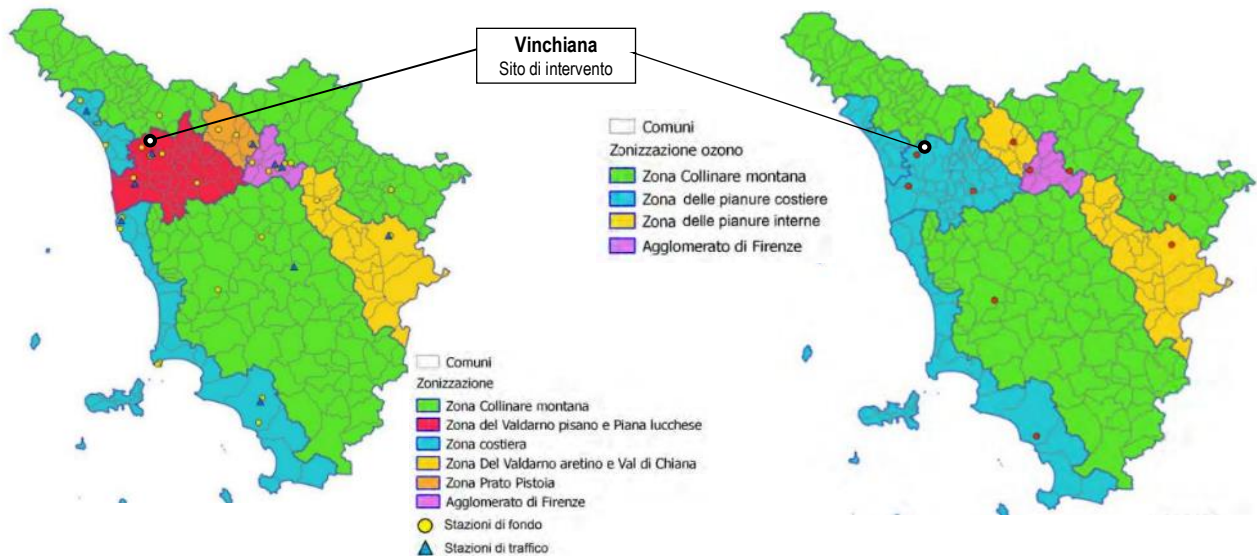 Vinchiana
Sito di intervento
Comuni
Zonizzazione
Zona Collinare montana
Zona del Valdarno pisano e Piana lucchese
Zona costiera
Zona Del Valdarno aretino e Val di Chiana
Zona Prato Pistoia
Agglomerato di Firenze
Stazioni di fondo
Stazioni di traffico
Comuni
Zonizzazione ozono
Zona Collinare montana
Zona delle pianure costiere
Zona delle pianure interne
Agglomerato di Firenze